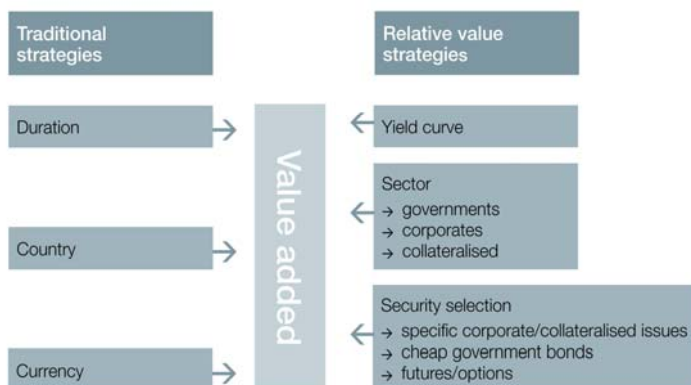 Traditional
strategies
Duration
Country
Currency
Value added
Relative value
strategies
Yield curve
Sector
→ governments
→ corporates
→ collateralised
Security selection
→ specific corporate/collateralised issues
→ cheap government bonds
→ futures/options